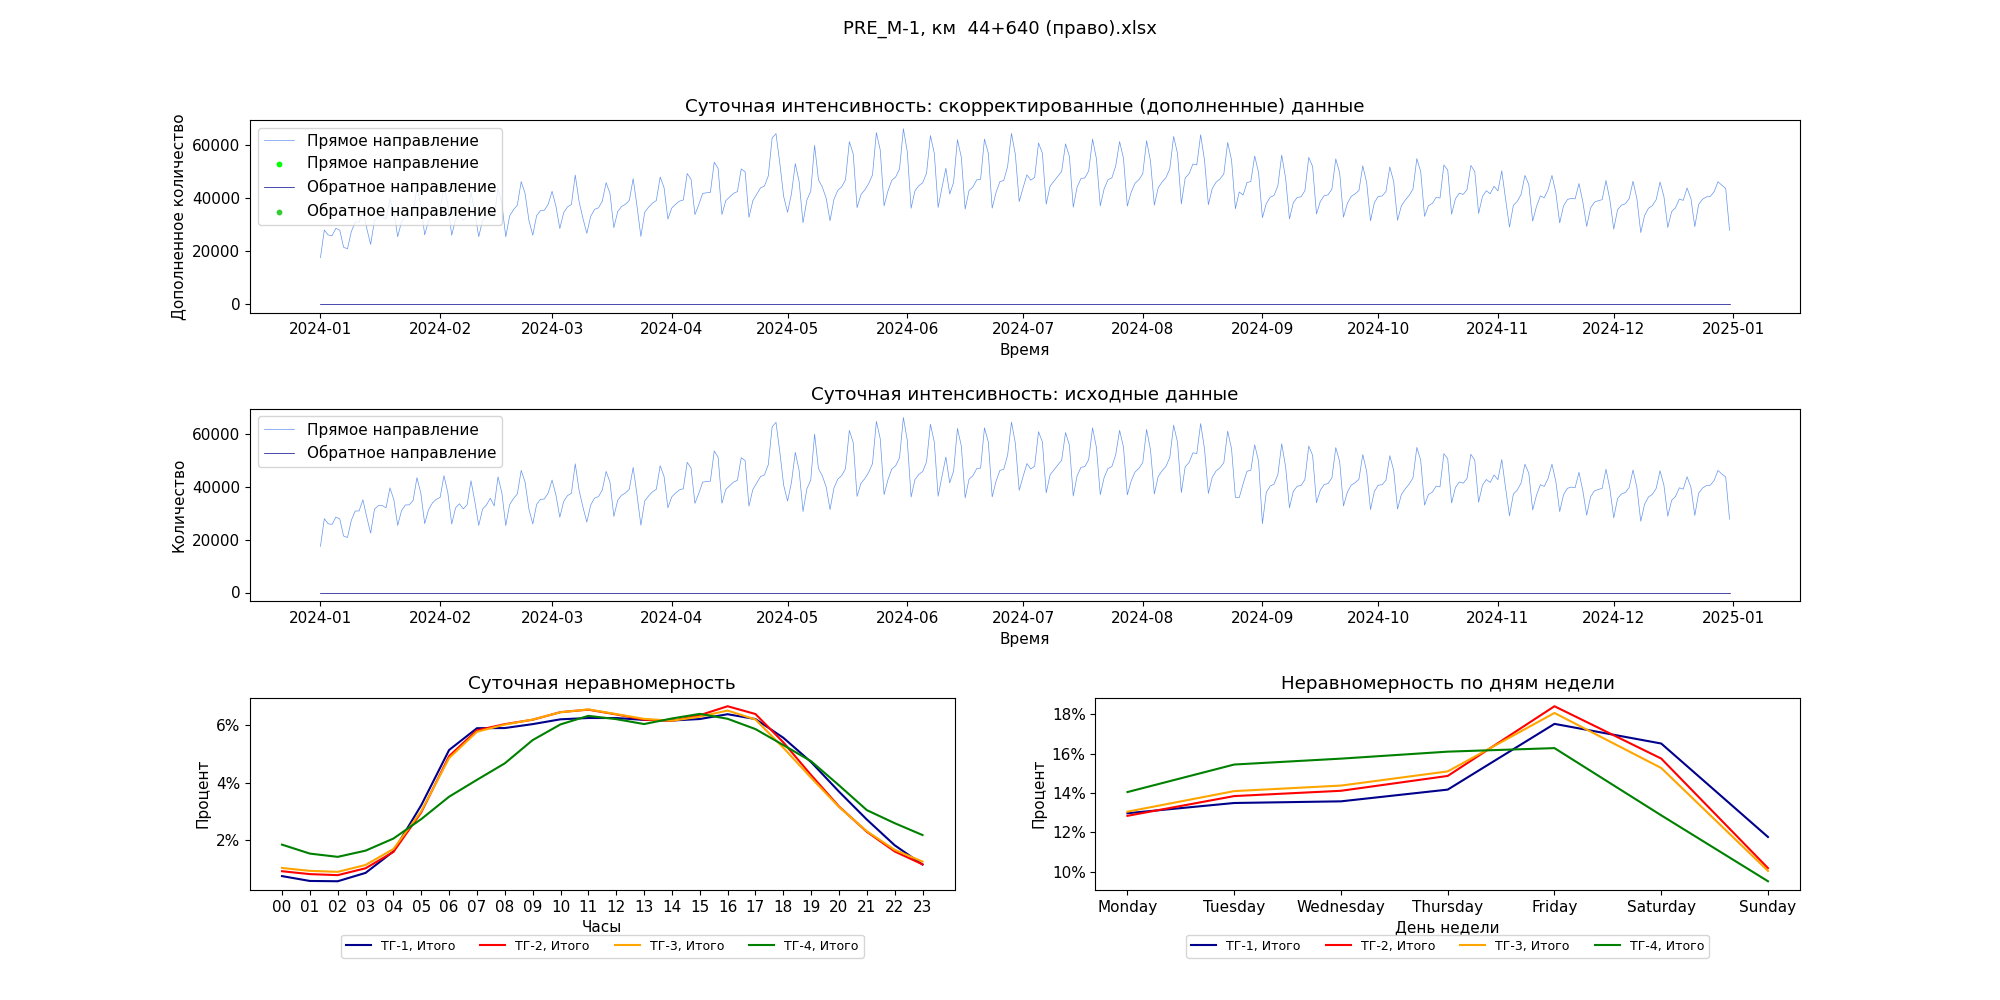 PRE_M-1, км  44+640 (право).xlsx
Суточная интенсивность: скорректированные (дополненные) данные
Дополненное количество
60000
40000
20000
0
Прямое направление
Прямое направление
Обратное направление
Обратное направление
2024-01 2024-02 2024-03 2024-04 2024-05 2024-06 2024-07 2024-08 2024-09 2024-10 2024-11 2024-12 2025-01
Время
Суточная интенсивность: исходные данные
Количество
60000
40000
20000
0
Прямое направление
Обратное направление
2024-01 2024-02 2024-03 2024-04 2024-05 2024-06 2024-07 2024-08 2024-09 2024-10 2024-11 2024-12 2025-01
Время
Суточная неравномерность
Процент
6%
4%
2%
00 01 02 03 04 05 06 07 08 09 10 11 12 13 14 15 16 17 18 19 20 21 22 23
Часы
ТГ-1, Итого ТГ-2, Итого ТГ-3, Итого ТГ-4, Итого
Неравномерность по дням недели
Процент
18%
16%
14%
12%
10%
Monday Tuesday Wednesday Thursday Friday Saturday Sunday
День недели
ТГ-1, Итого ТГ-2, Итого ТГ-3, Итого ТГ-4, Итого